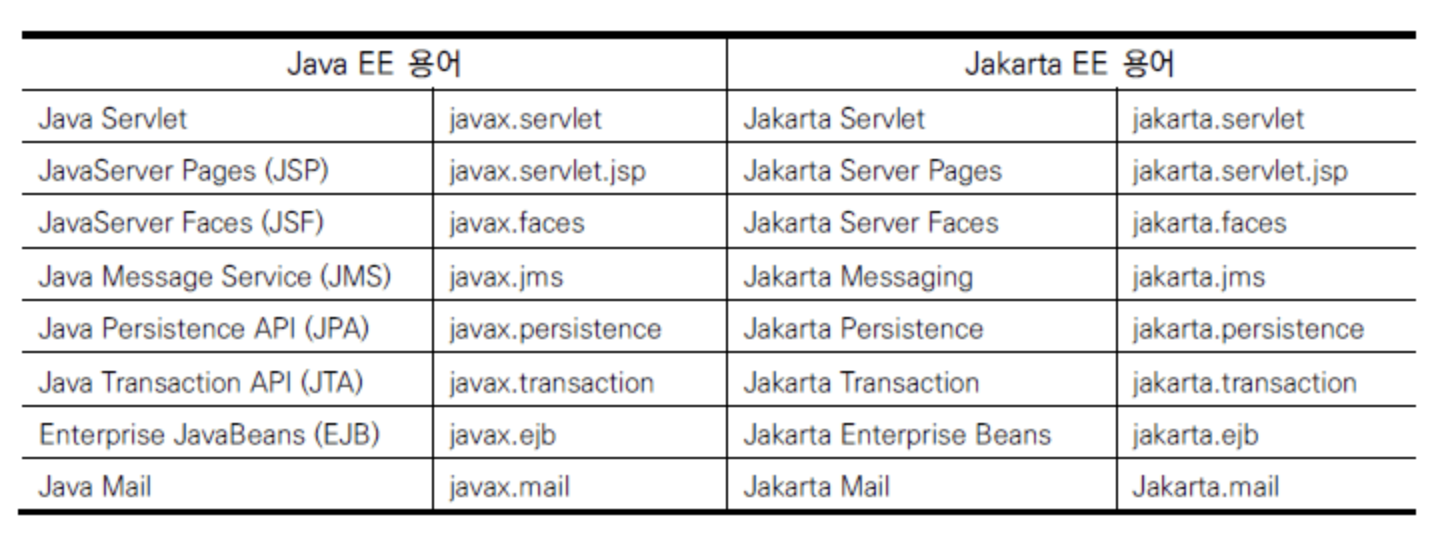 Java EE 용어 Jakarta EE 용어
Java Servlet javax.servlet Jakarta Servlet jakarta.servlet
JavaServer Pages (JSP) javax.servlet.jsp Jakarta Server Pages jakarta.servlet.jsp
JavaServer Faces (JSF) javax.faces Jakarta Server Faces jakarta.faces
Java Message Service (JMS) javax.jms Jakarta Messaging jakarta.jms
Java Persistence API (JPA) javax.persistence Jakarta Persistence jakarta.persistence
Java Transaction API (JTA) javax.transaction Jakarta Transaction jakarta.transaction
Enterprise JavaBeans (EJB) javax.ejb Jakarta Enterprise Beans jakarta.ejb
Java Mail javax.mail Jakarta Mail Jakarta.mail